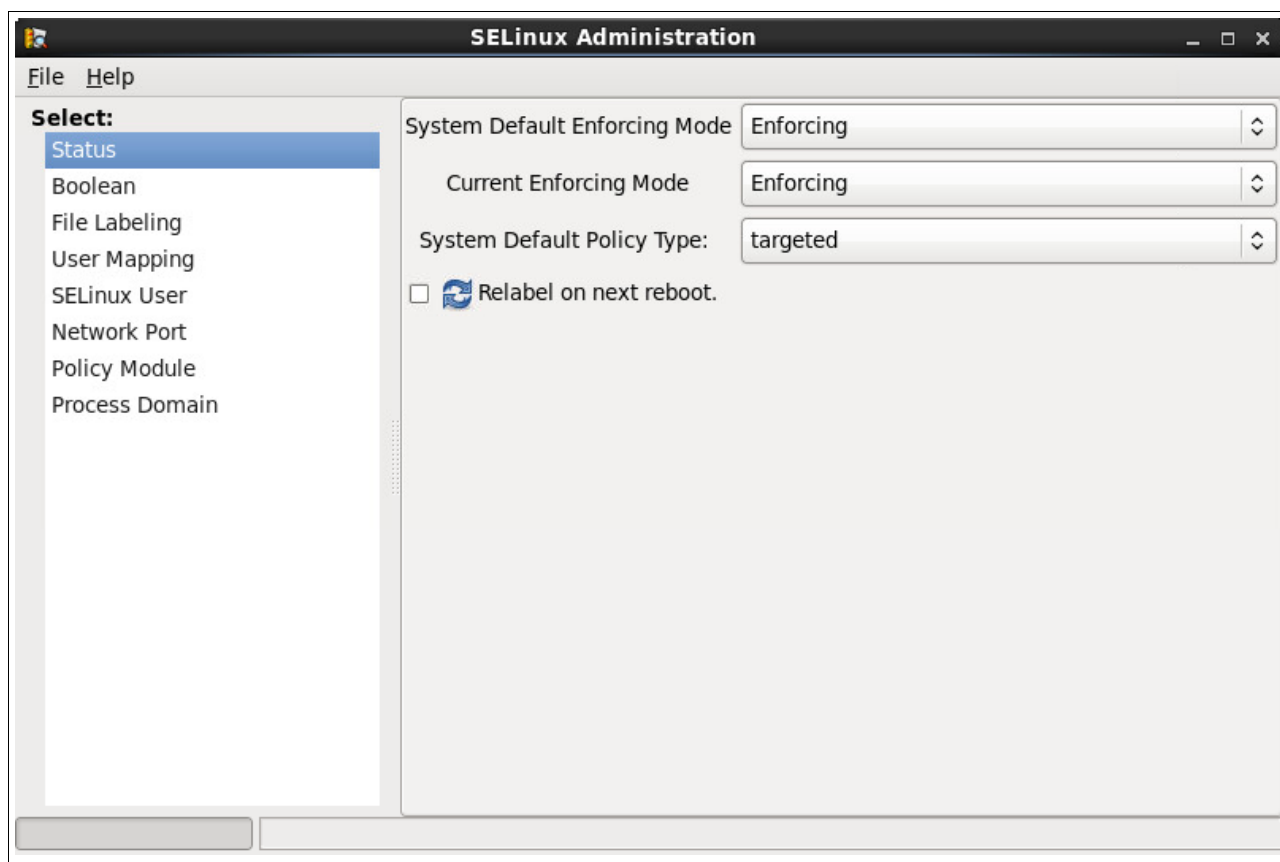 SELinux Administration
File Help
Select:
Status
Boolean
File Labeling
User Mapping
SELinux User
Network Port
Policy Module
Process Domain
System Default Enforcing Mode Enforcing
Current Enforcing Mode Enforcing
System Default Policy Type: targeted
Relabel on next reboot.